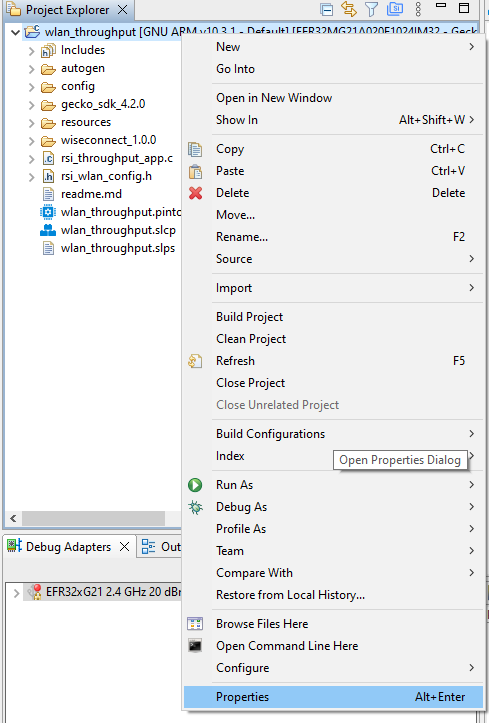 Project Explorer
wlan_throughput [GNU ARM v10.3.1 - Default] [EFR32MG21A020F1024IM32 - Geck
Includes
autogen
config
gecko_sdk_4.2.0
resources
wiseconnect_1.0.0
rsi_throughput_app.c
rsi_wlan_config.h
readme.md
wlan_throughput.pinto
wlan_throughput.slcp
wlan_throughput.slps
New
Go Into
Open in New Window
Show In Alt+Shift+W
Copy Ctrl+C
Paste Ctrl+V
Delete Delete
Move...
Rename... F2
Source
Import
Build Project
Clean Project
Refresh F5
Close Project
Close Unrelated Project
Build Configurations
Index
Open Properties Dialog
Run As
Debug As
Profile As
Team
Compare With
Restore from Local History...
Browse Files Here
Open Command Line Here
Configure
Properties Alt+Enter
Debug Adapters
Out
EFR32xG21 2.4 GHz 20 dBr